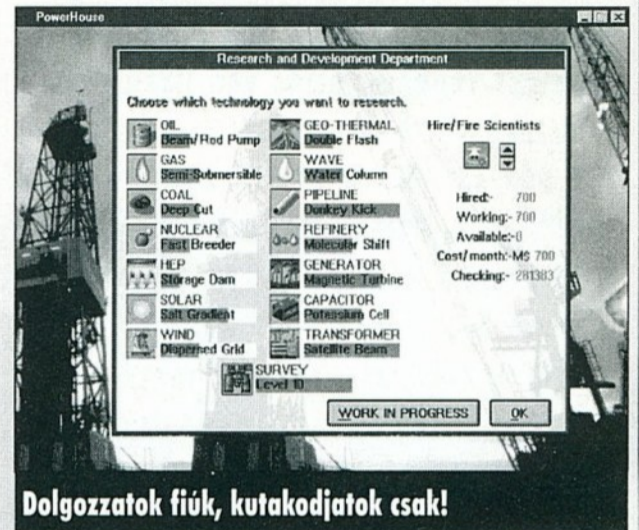 PowerHouse
Research and Development Department
Choose which technology you want to research.
OIL
Beam/Rod Pump
GAS
Semi-Submersible
COAL
Deep Cut
NUCLEAR
Fast Breeder
HEP
Storage Dam
SOLAR
Salt Gradient
WIND
Dispersed Grid
GEO-THERMAL
Double Flash
WAVE
Water Column
PIPELINE
Donkey Kick
REFINERY
Molecular Shift
GENERATOR
Magnetic Turbine
CAPACITOR
Potassium Cell
TRANSFORMER
Satellite Beam
SURVEY
Level 10
Hire/Fire Scientists
Hired:- 700
Working:- 700
Available:-0
Cost/month:-M$ 700
Checking:- 281383
WORK IN PROGRESS
OK
Dolgozzatok fiúk, kutakodjatok csak!